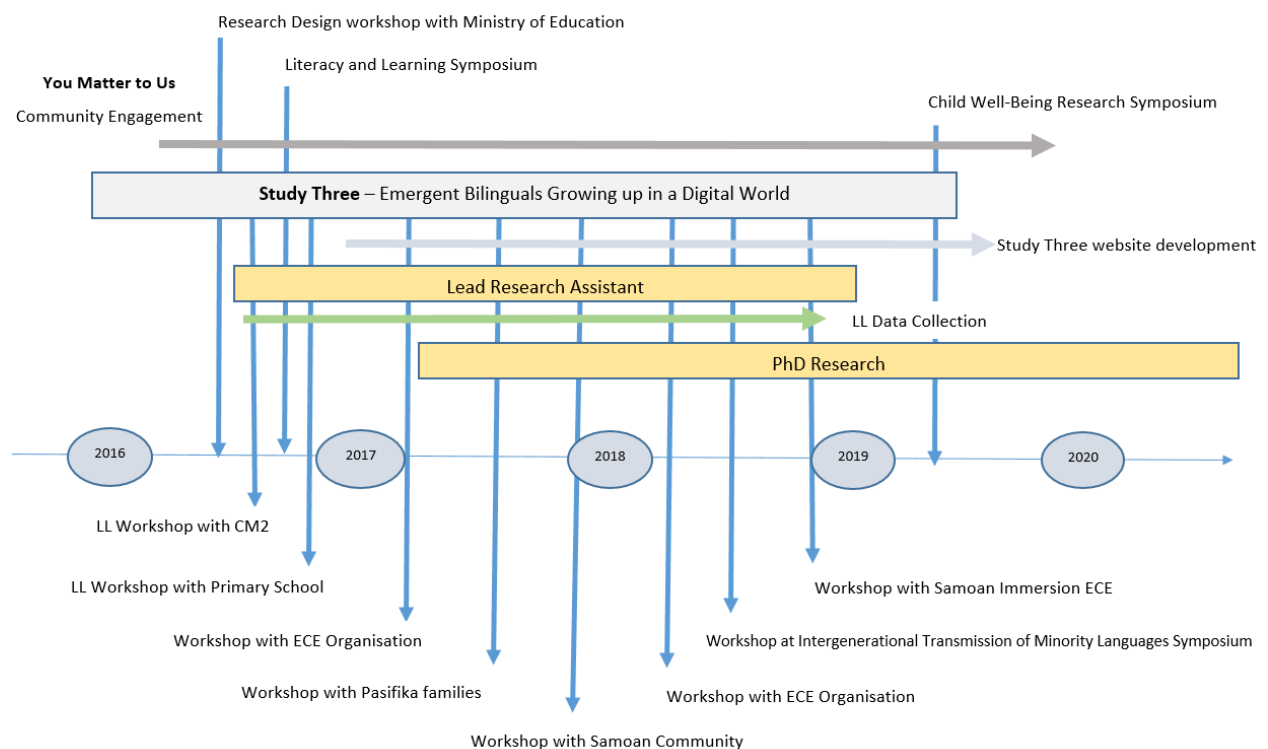 Research Design workshop with Ministry of Education
Literacy and Learning Symposium
You Matter to Us
Community Engagement
Child Well-Being Research Symposium
Study Three – Emergent Bilinguals Growing up in a Digital World
Study Three website development
Lead Research Assistant
LL Data Collection
PhD Research
2016
2017
2018
2019
2020
LL Workshop with CM2
LL Workshop with Primary School
Workshop with Samoan Immersion ECE
Workshop with ECE Organisation
Workshop at Intergenerational Transmission of Minority Languages Symposium
Workshop with Pasifika families
Workshop with ECE Organisation
Workshop with Samoan Community